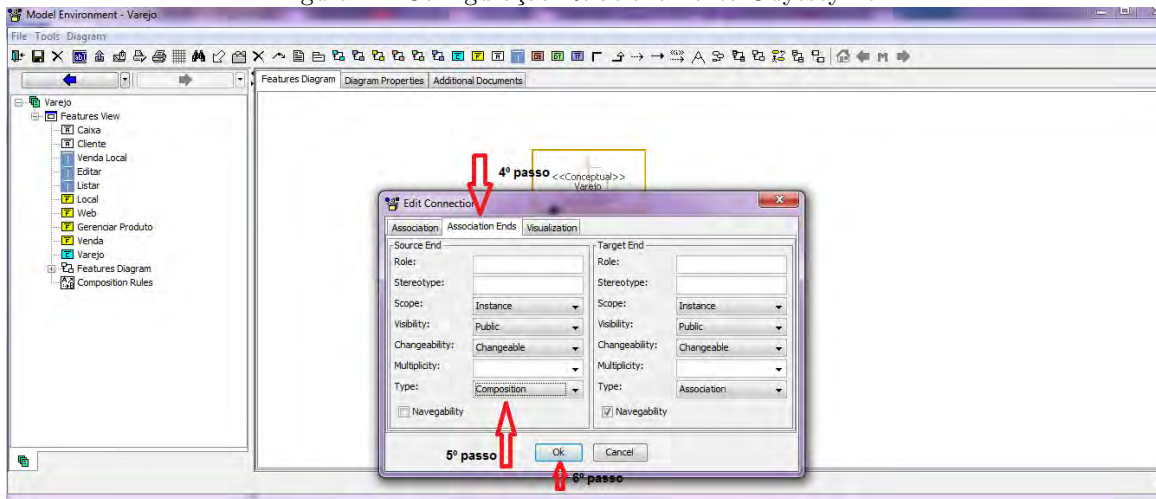 Model Environment - Varejo
File Tools Diagram
Features Diagram Diagram Properties Additional Documents
Varejo
Features View
Caixa
Cliente
Venda Local
Editar
Listar
Local
Web
Gerenciar Produto
Venda
Varejo
Features Diagram
Composition Rules
4º passo
<<Conceptual>>
Varejo
Edit Connection
Association Association Ends Visualization
Source End Target End
Role: Role:
Stereotype: Stereotype:
Scope: Instance Scope: Instance
Visibility: Public Visibility: Public
Changeability: Changeable Changeability: Changeable
Multiplicity: Multiplicity:
Type: Composition Type: Association
Navegability Navegability
5º passo
Ok Cancel
6º passo